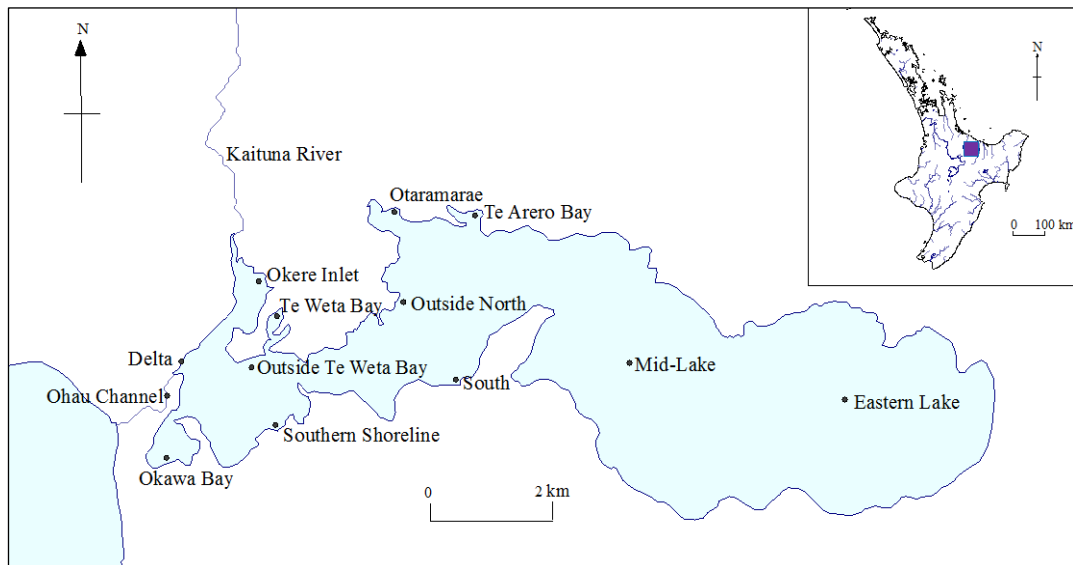 N
N
Kaituna River
0 100 km
Otaramarae
Te Arero Bay
Okere Inlet
Te Weta Bay
Outside North
Delta
Outside Te Weta Bay
Mid-Lake
South
Ohau Channel
Eastern Lake
Southern Shoreline
Okawa Bay
0 2 km